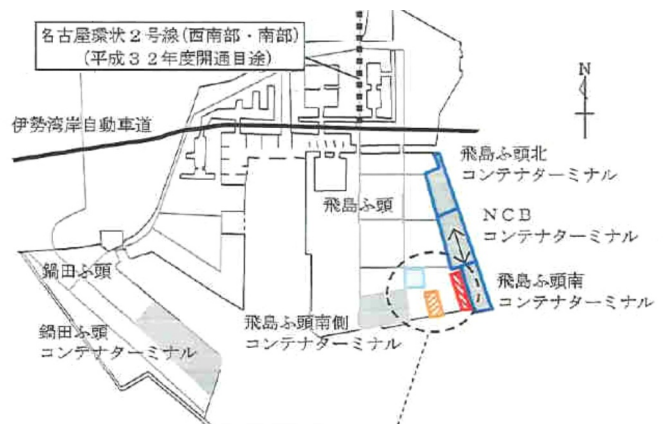 名古屋環状２号線(西南部・南部)
(平成３２年度開通目途)
N
伊勢湾岸自動車道
飛島ふ頭北
コンテナターミナル
飛島ふ頭
NCB
コンテナターミナル
鍋田ふ頭
飛島ふ頭南
コンテナターミナル
飛島ふ頭南側
コンテナターミナル
鍋田ふ頭
コンテナターミナル